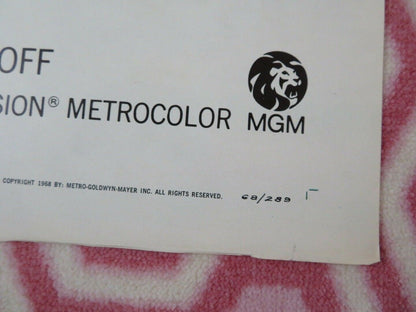 OFF
SION® METROCOLOR MGM
COPYRIGHT 1968 BY: METRO-GOLDWYN-MAYER INC. ALL RIGHTS RESERVED. 68/289